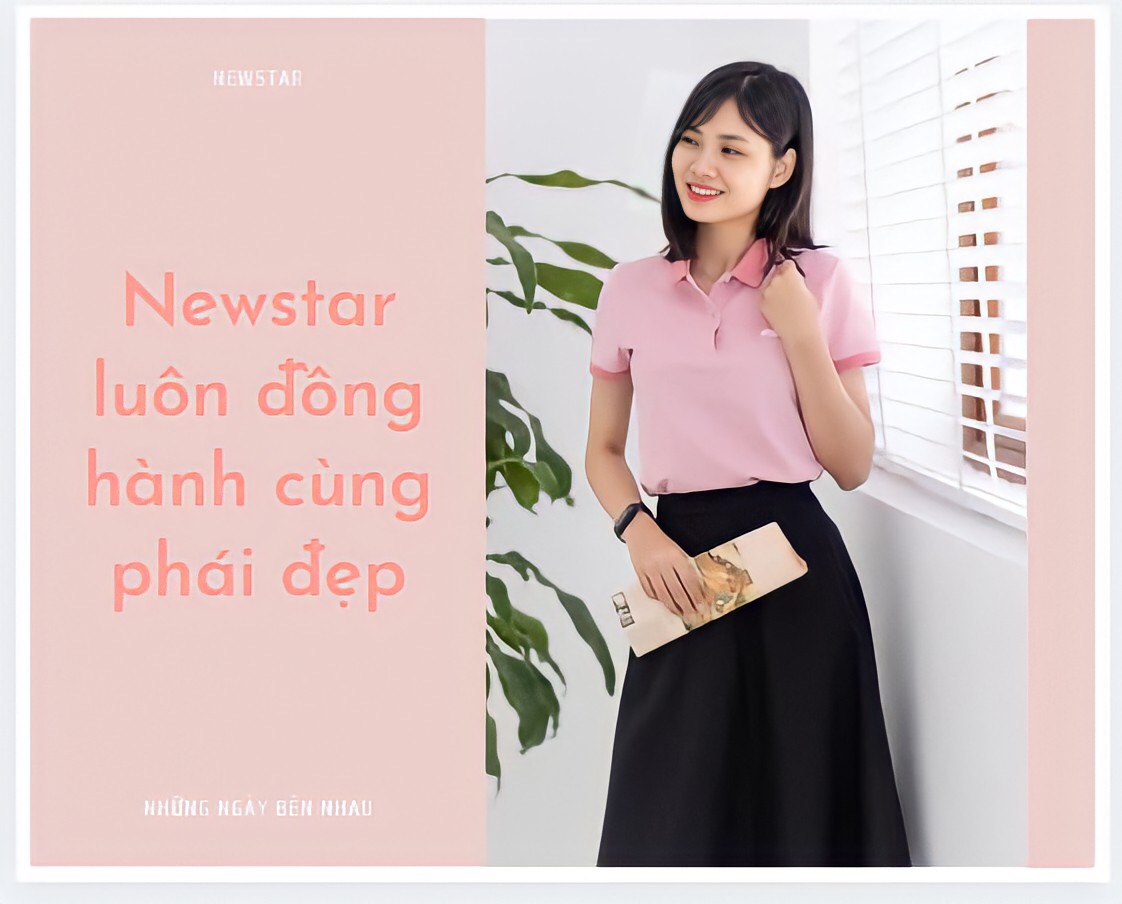 NEWSTAR
Newstar
luôn đồng
hành cùng
phái đẹp
NHỮNG NGÀY BÊN NHAU